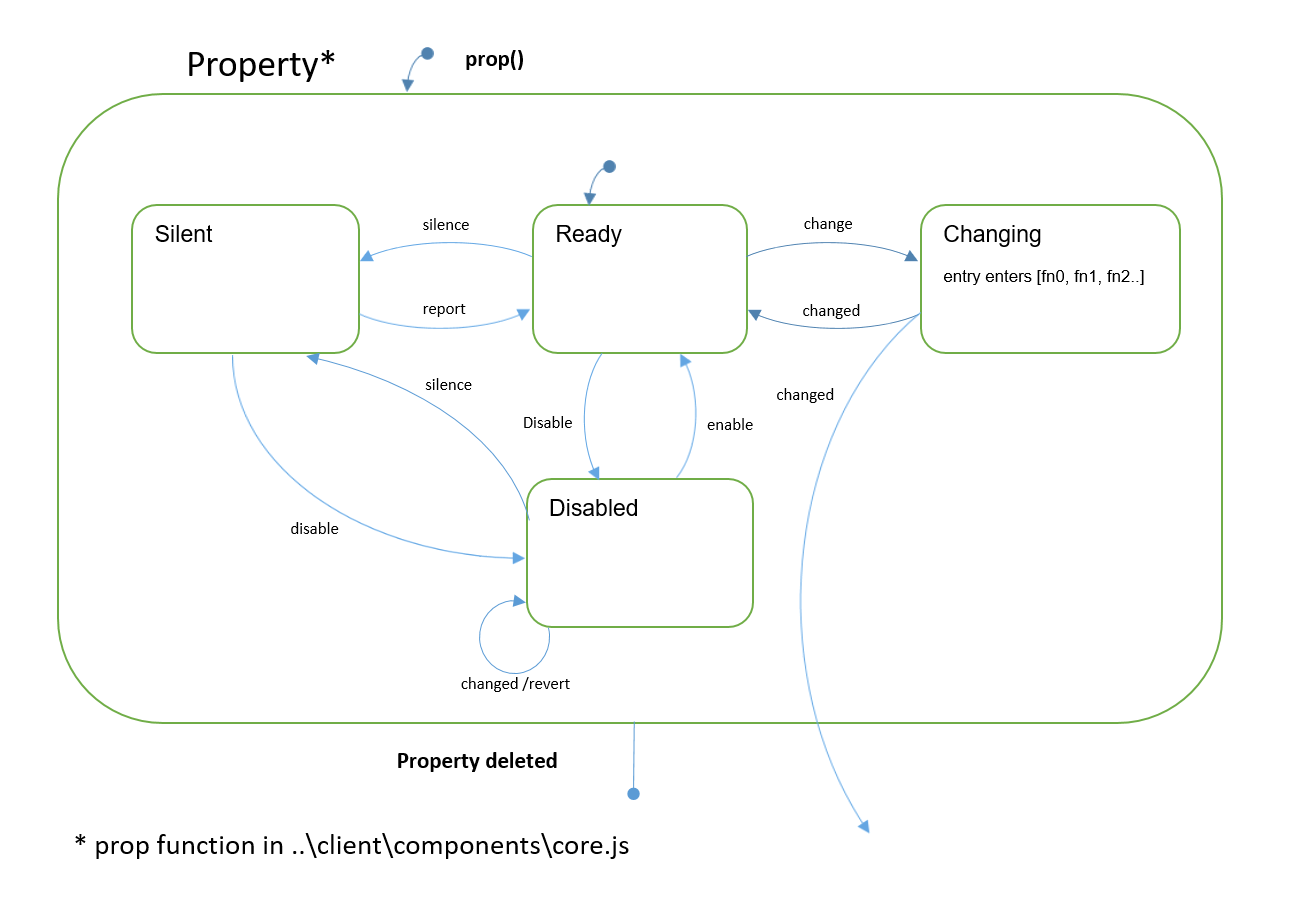 Property*
prop()
Silent
silence
Ready
change
Changing
entry enters [fn0, fn1, fn2..]
report
changed
silence
changed
Disable
enable
Disabled
disable
changed /revert
Property deleted
* prop function in ..\client\components\core.js